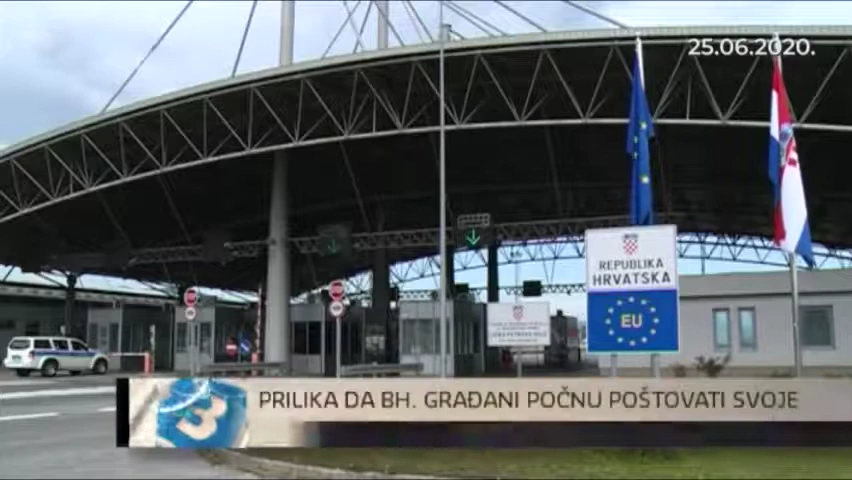 25.06.2020.
REPUBLIKA
HRVATSKA
EU
3
PRILIKA DA BH. GRAĐANI POČNU POŠTOVATI SVOJE